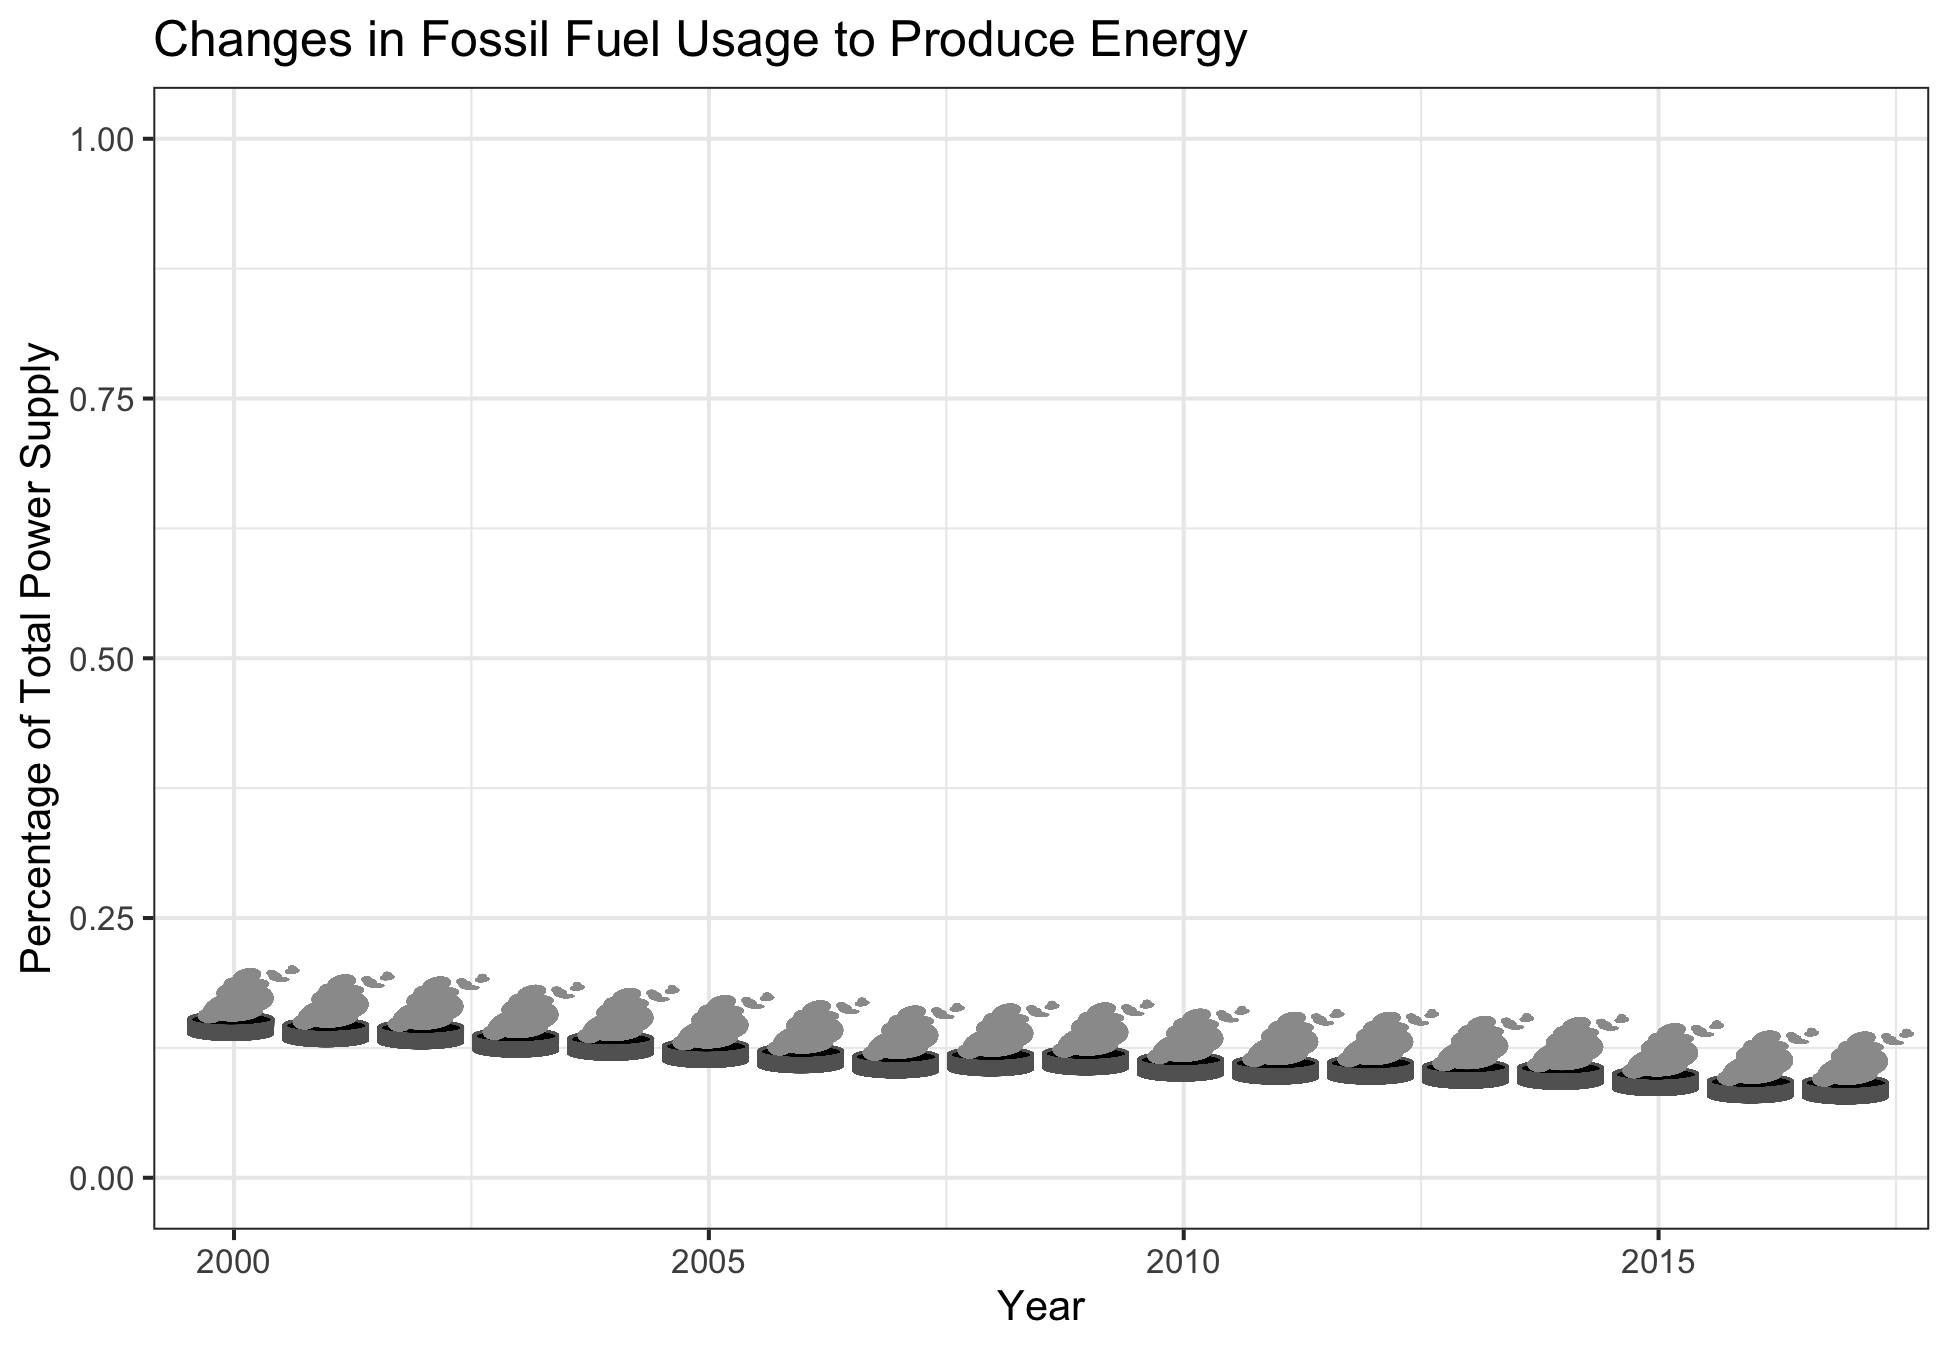 Changes in Fossil Fuel Usage to Produce Energy
Percentage of Total Power Supply
1.00
0.75
0.50
0.25
0.00
2000 2005 2010 2015
Year